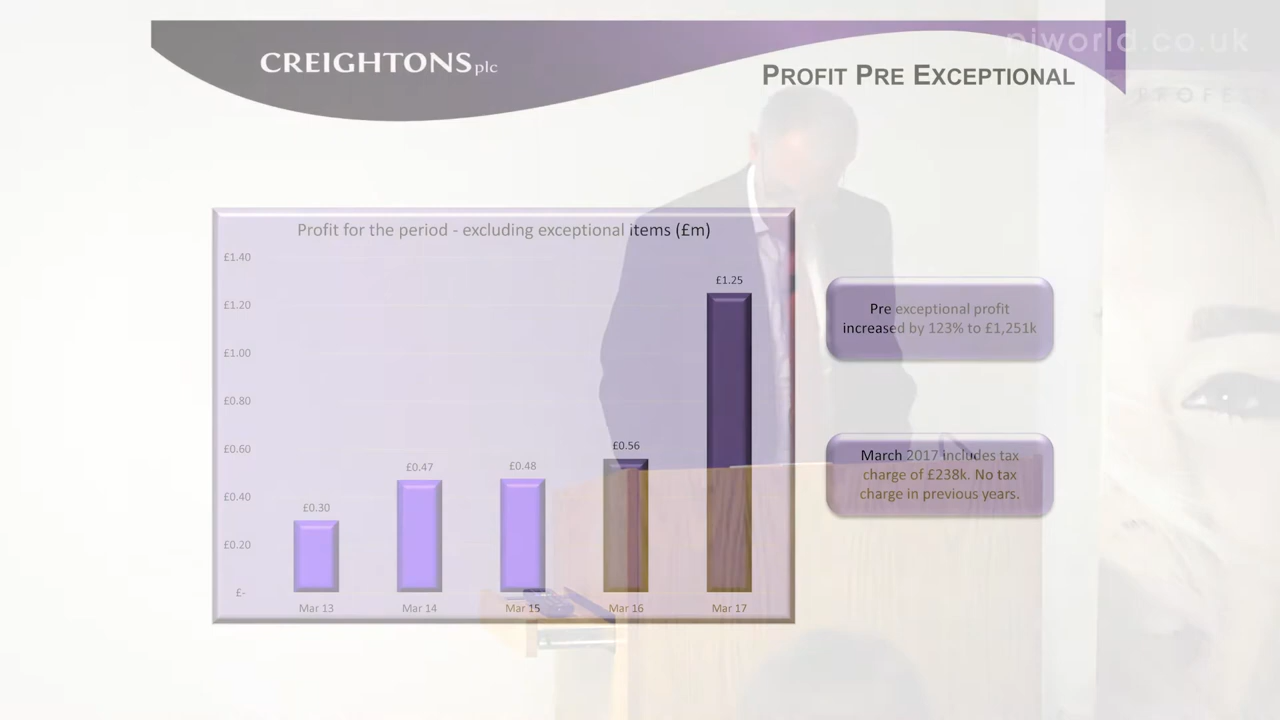 piworld.co.uk
CREIGHTONS plc
PROFIT PRE EXCEPTIONAL
PROFES
Profit for the period - excluding exceptional items (£m)
£1.40
£1.20
£1.00
£0.80
£0.60
£0.40
£0.20
£-
£0.30
£0.47
£0.48
£0.56
£1.25
Mar 13
Mar 14
Mar 15
Mar 16
Mar 17
Pre exceptional profit
increased by 123% to £1,251k
March 2017 includes tax
charge of £238k. No tax
charge in previous years.